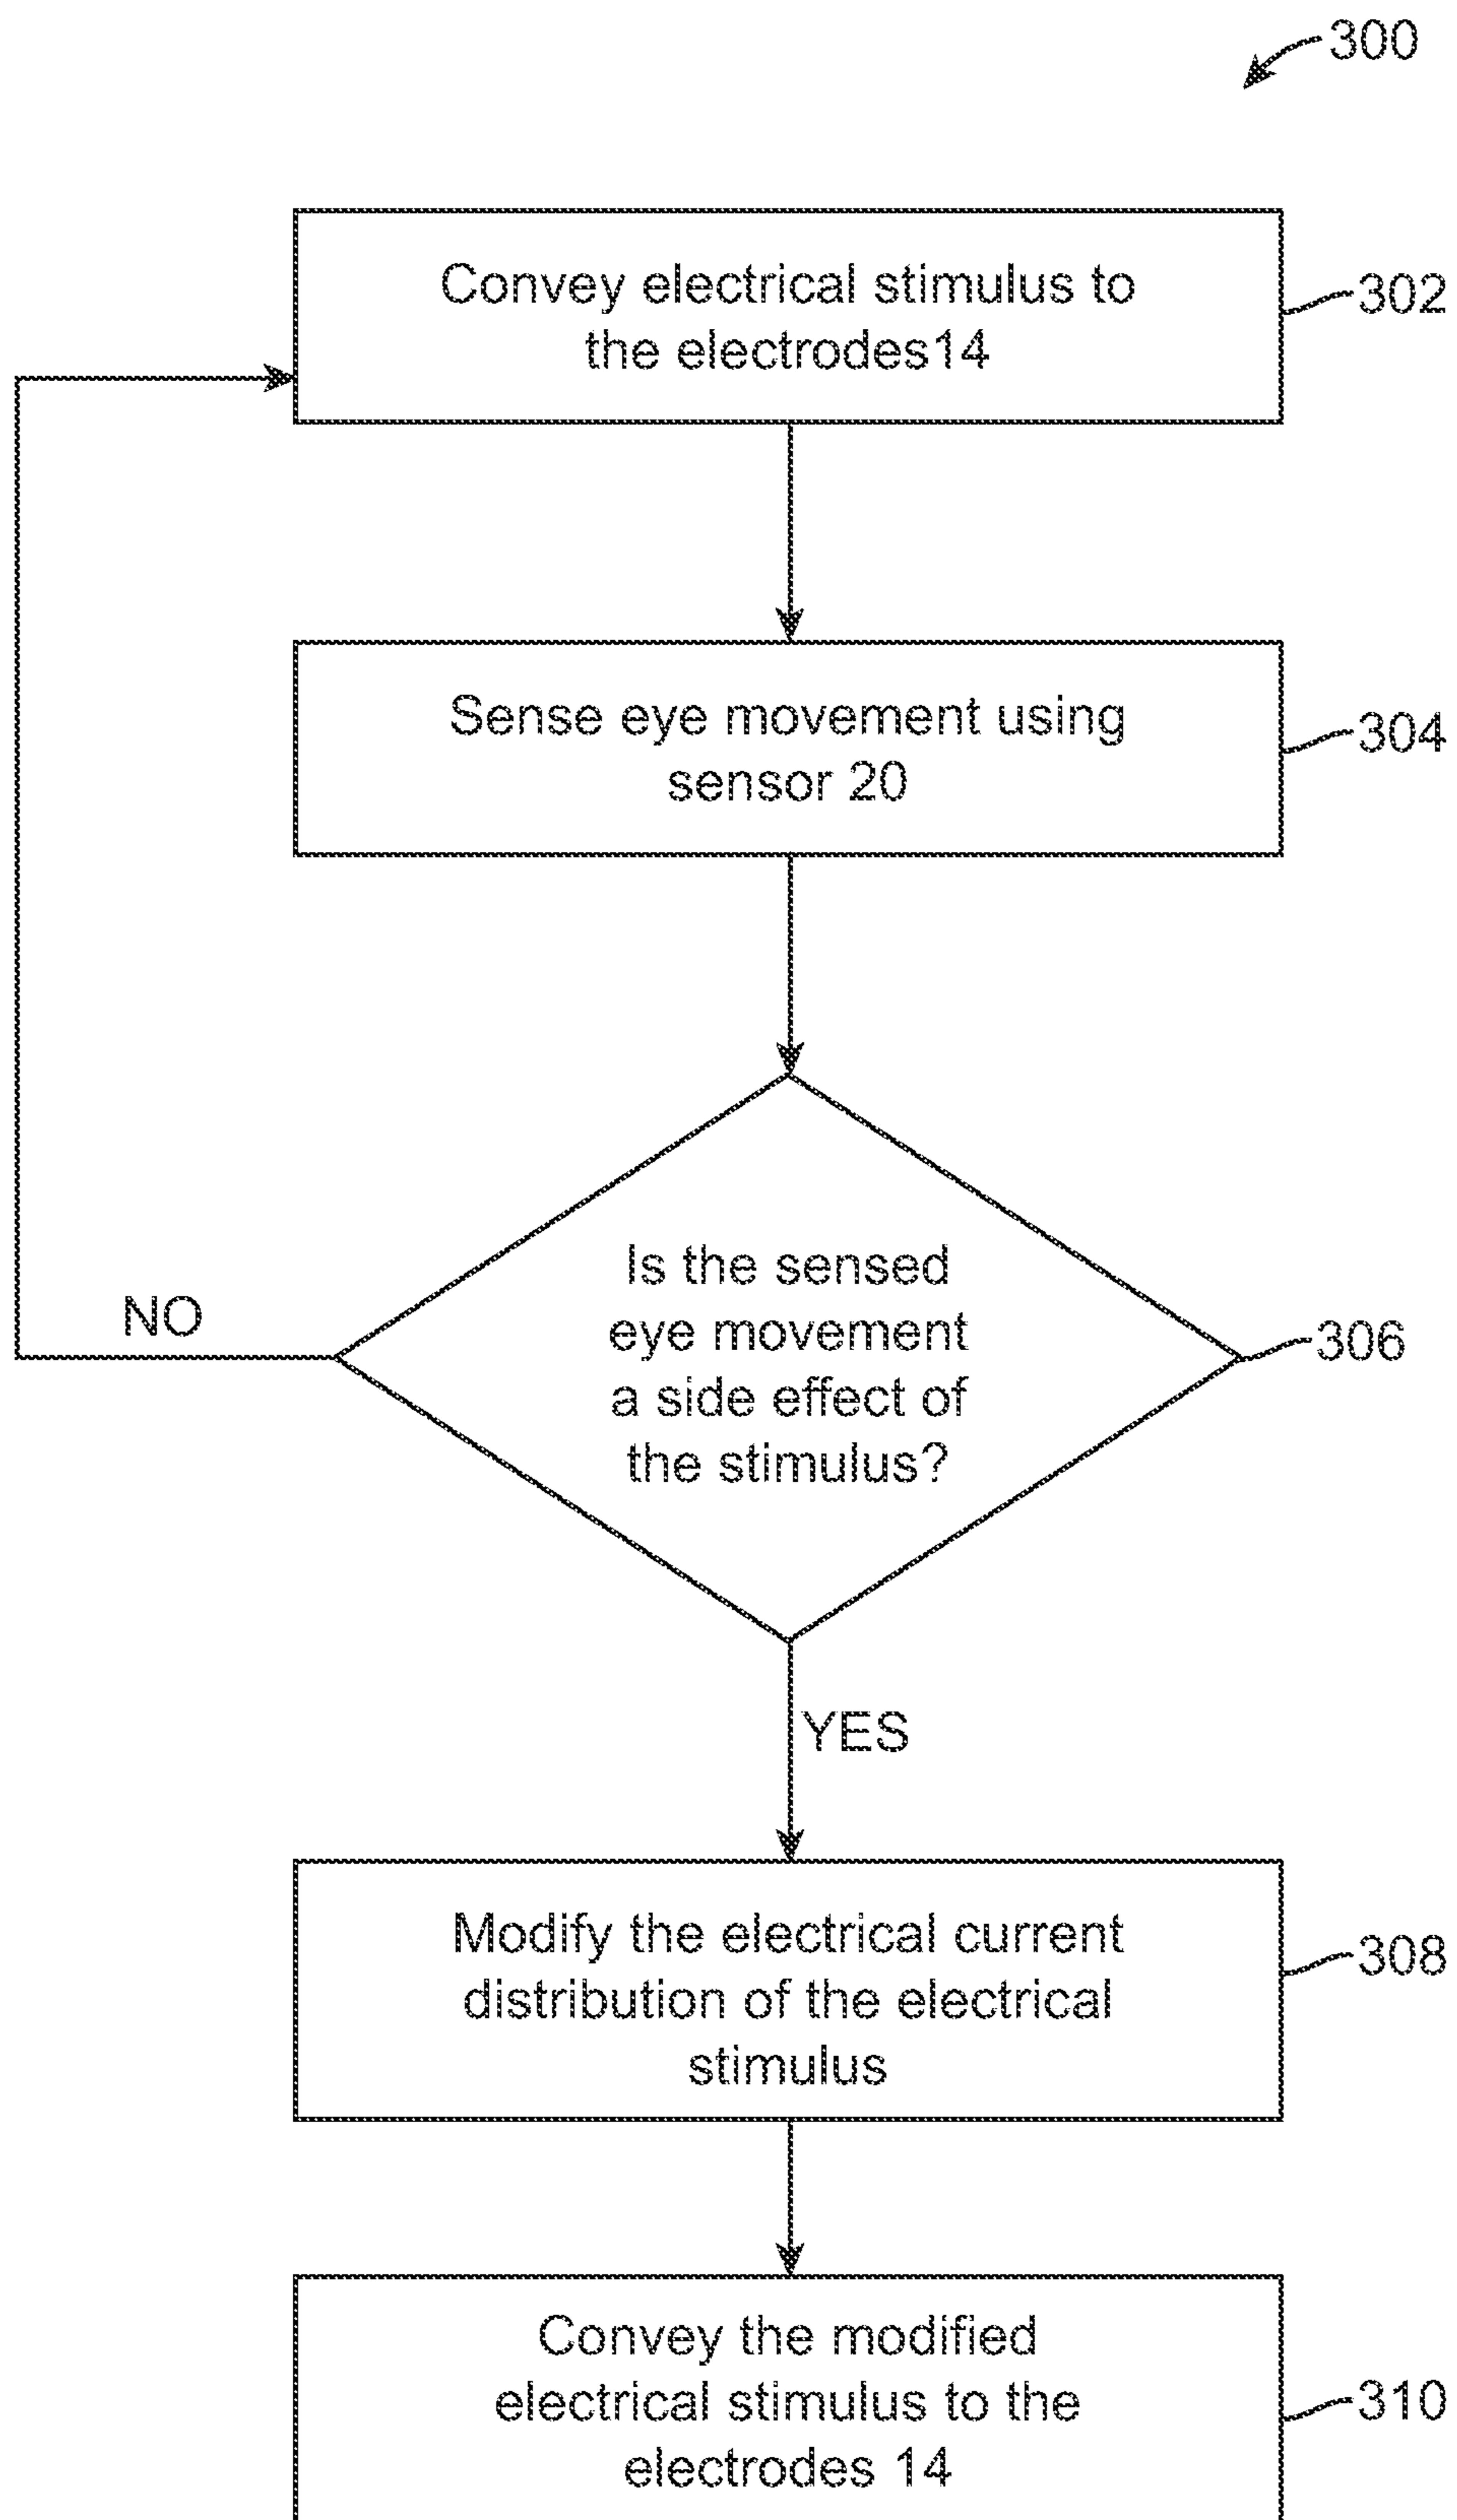 300
Convey electrical stimulus to
the electrodes14
302
Sense eye movement using
sensor 20
304
Is the sensed
eye movement
a side effect of
the stimulus?
306
NO
YES
Modify the electrical current
distribution of the electrical
stimulus
308
Convey the modified
electrical stimulus to the
electrodes 14
310